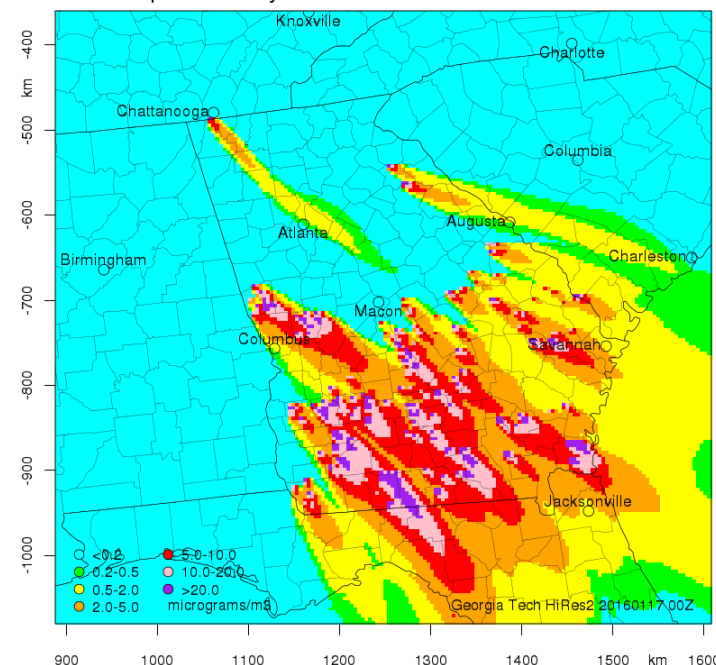 Knoxville
Charlotte
Chattanooga
Columbia
Augusta
Atlanta
Charleston
Birmingham
Macon
Columbus
Savannah
Jacksonville
<0.2
5.0-10.0
0.2-0.5
10.0-20.0
0.5-2.0
>20.0
2.0-5.0
micrograms/m3
Georgia Tech HiRes2 20160117 00Z
-400
km
-500
-600
-700
-800
-900
-1000
900 1000 1100 1200 1300 1400 1500 km 1600